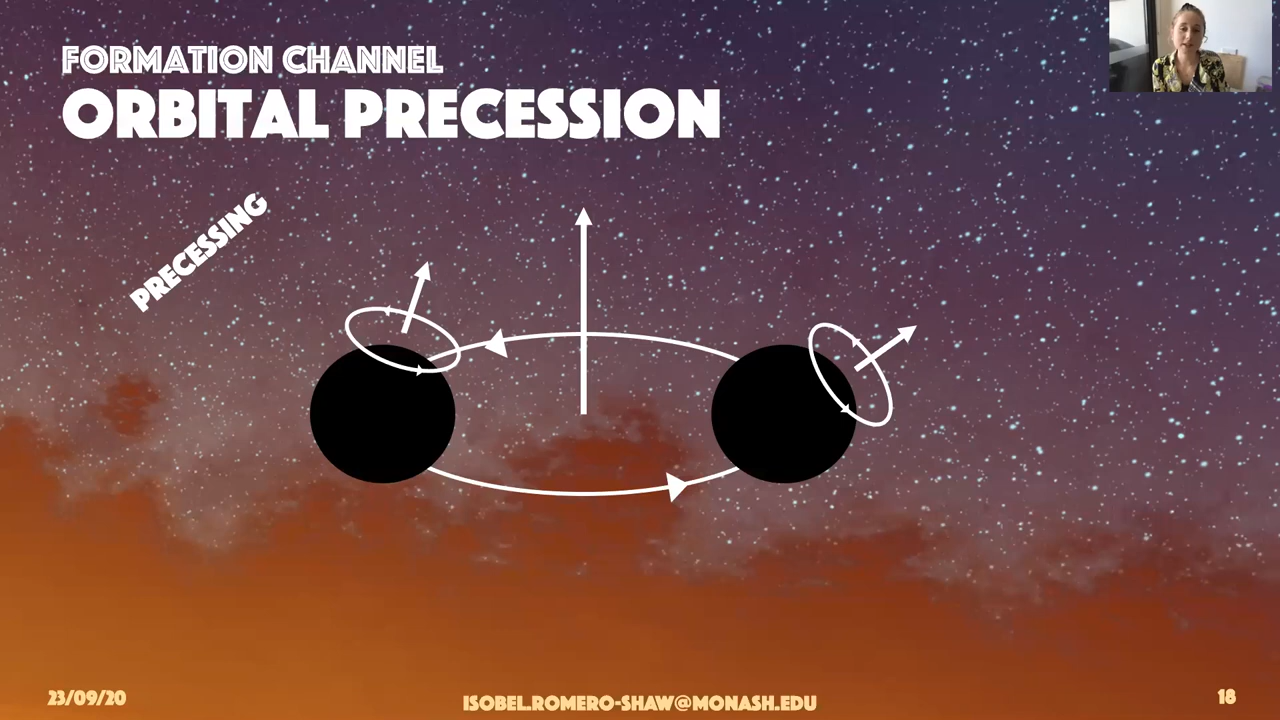 FORMATION CHANNEL
ORBITAL PRECESSION
PRECESSING
23/09/20
ISOBEL.ROMERO-SHAW@MONASH.EDU
18